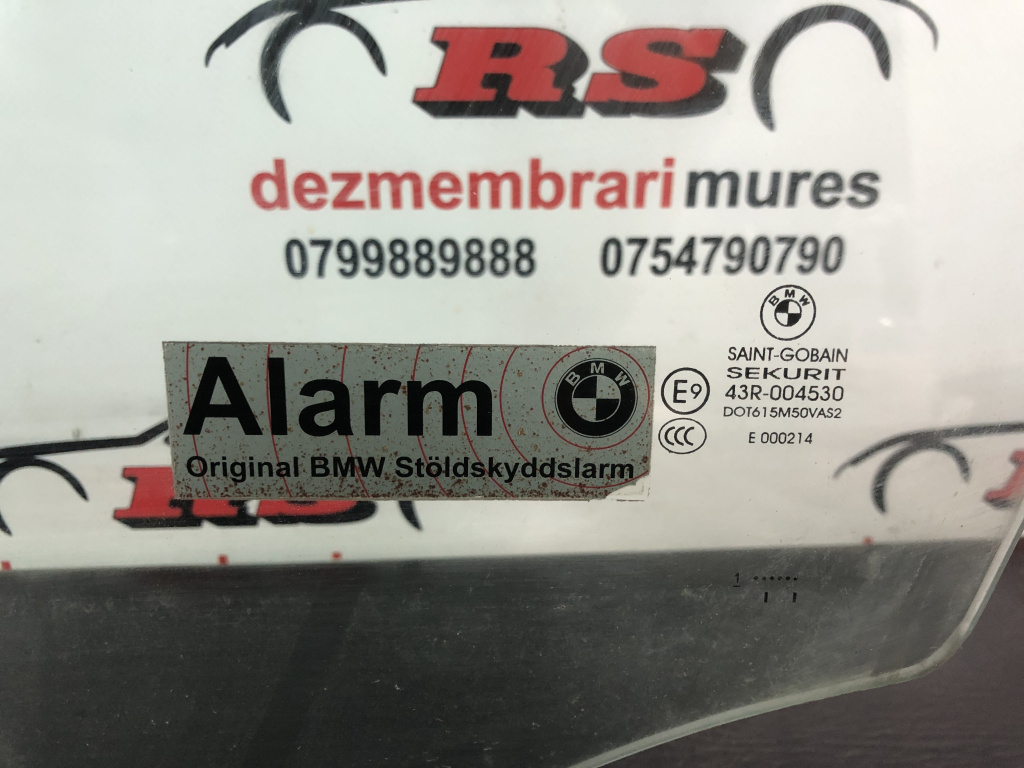 RS
dezmembrari mures
0799889888 0754790790
BMW
SAINT-GOBAIN
SEKURIT
E9 43R-004530
DOT615M50VAS2
CCC E 000214
Alarm BMW
Original BMW Stöldskyddslarm
RS
1